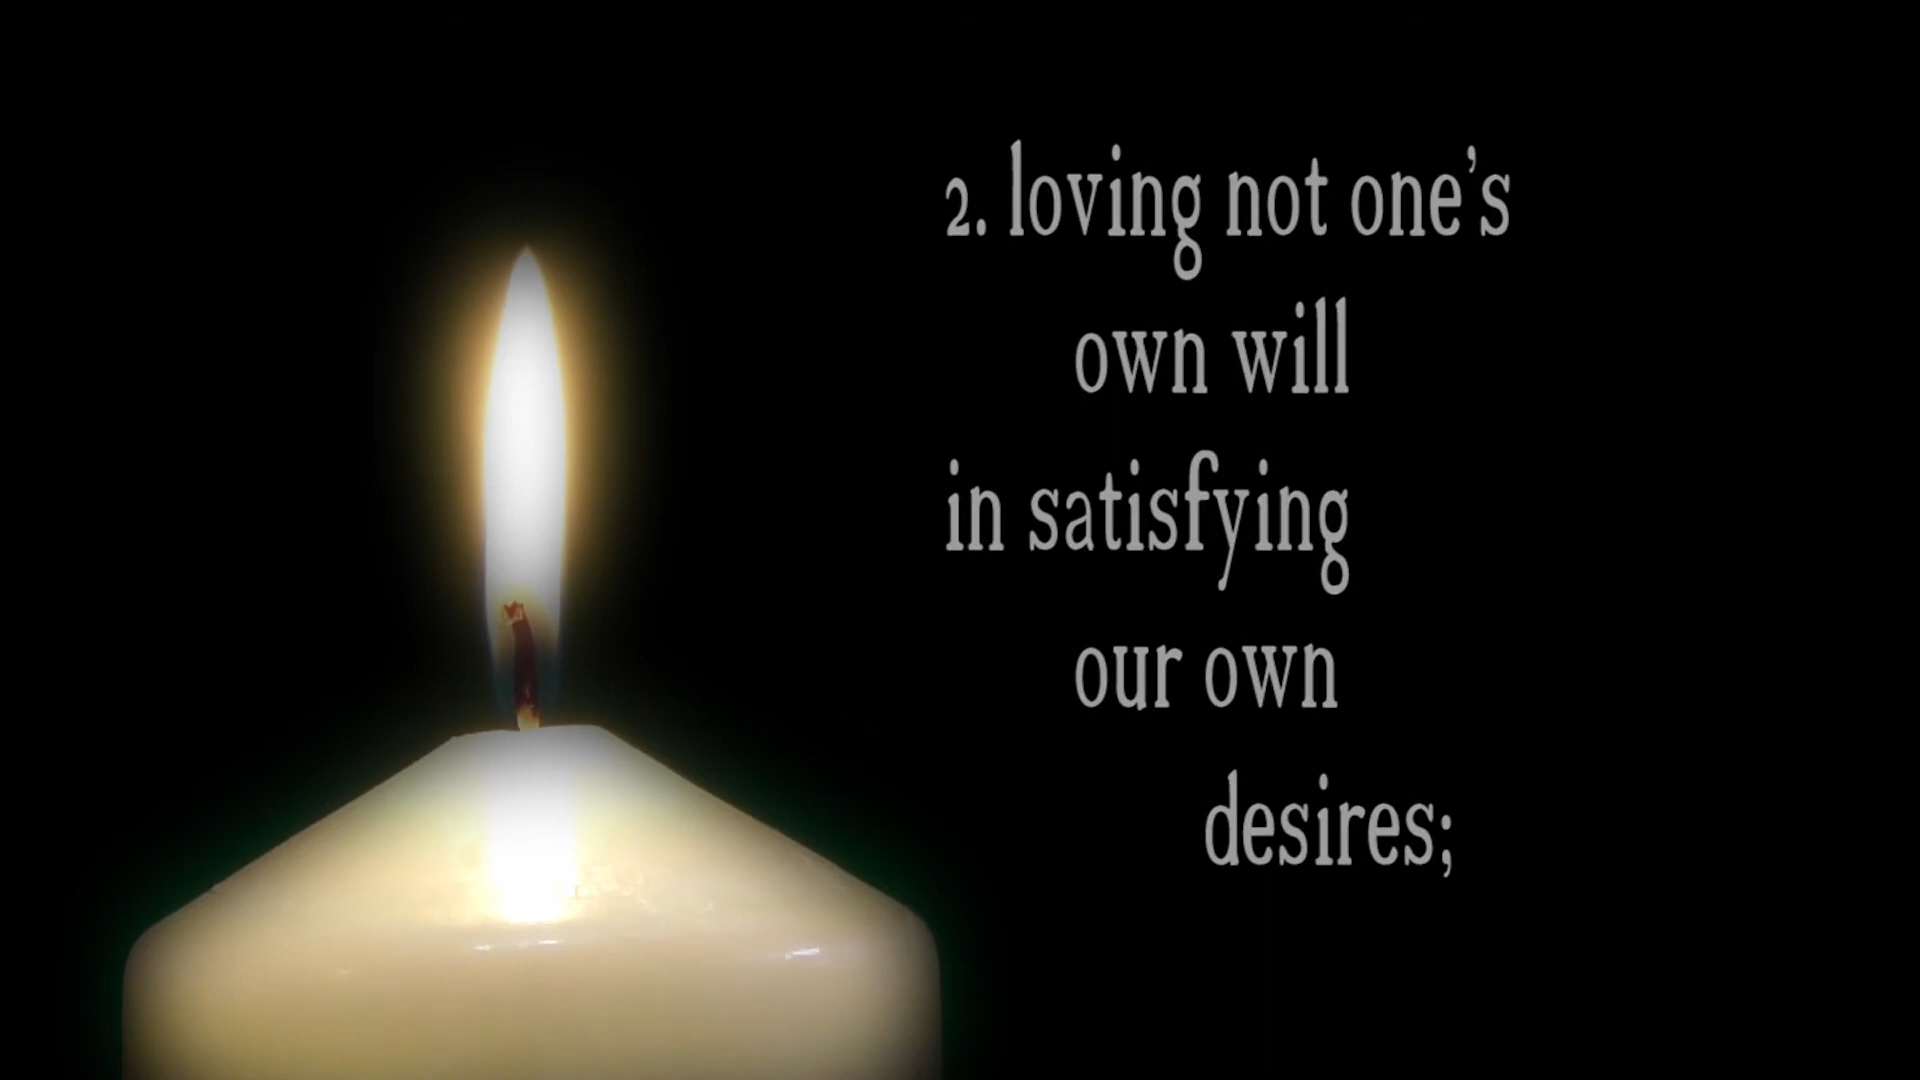 2. loving not one’s
own will
in satisfying
our own
desires;